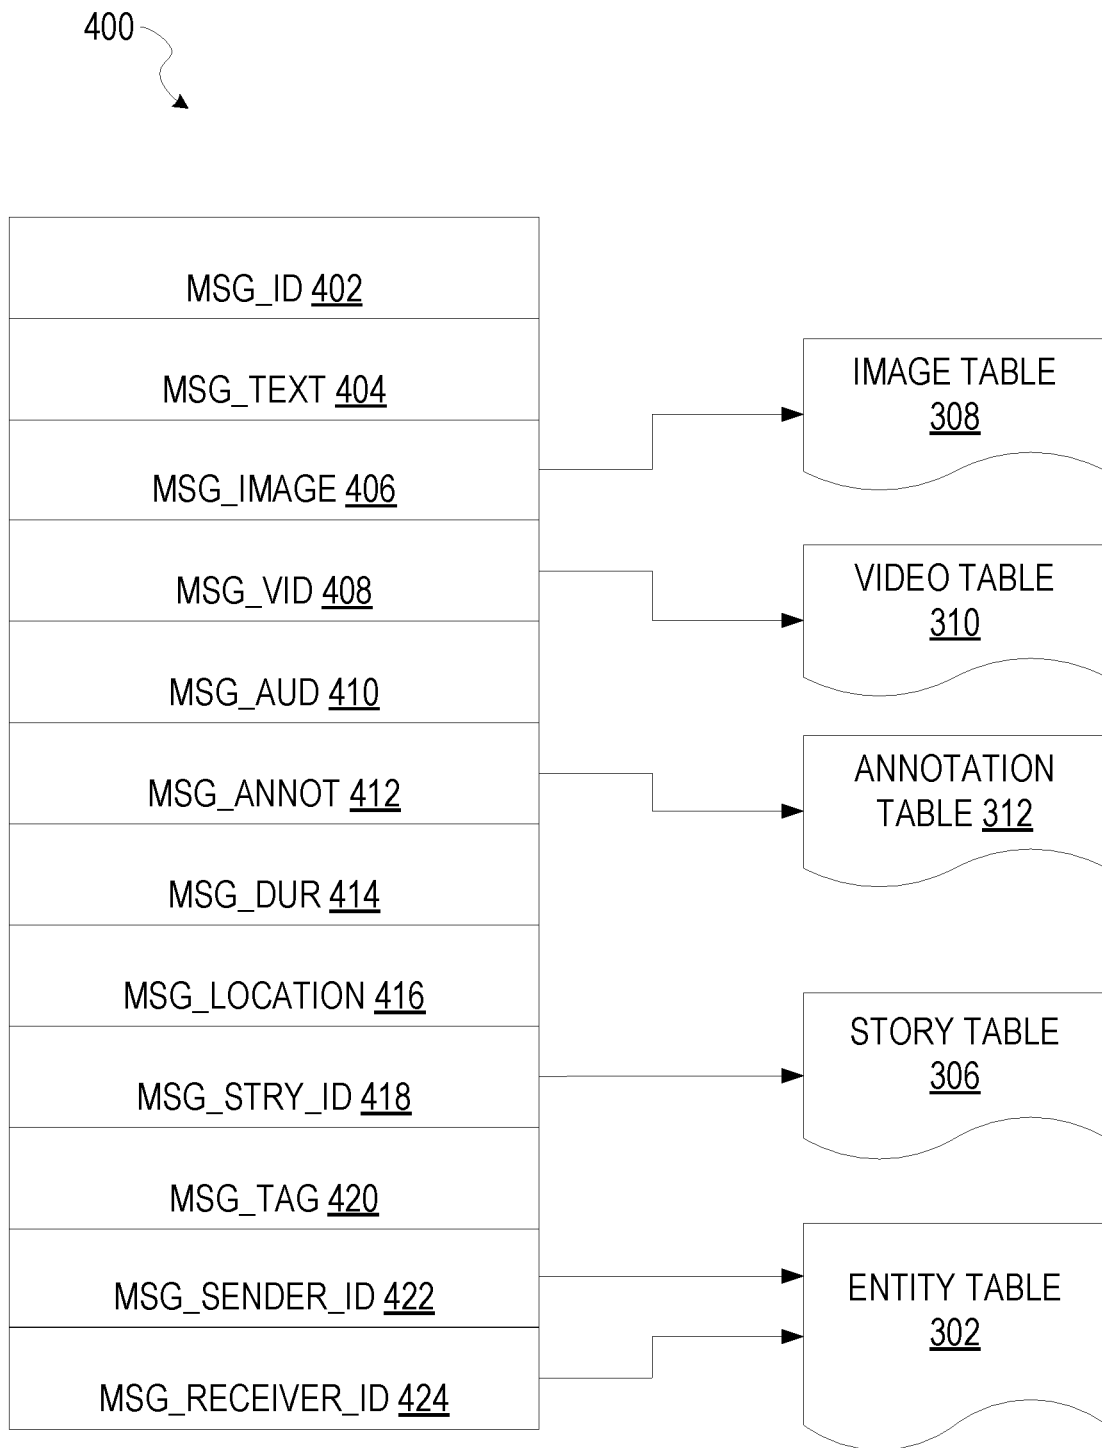 400
MSG_ID 402
MSG_TEXT 404
MSG_IMAGE 406
MSG_VID 408
MSG_AUD 410
MSG_ANNOT 412
MSG_DUR 414
MSG_LOCATION 416
MSG_STRY_ID 418
MSG_TAG 420
MSG_SENDER_ID 422
MSG_RECEIVER_ID 424
IMAGE TABLE
308
VIDEO TABLE
310
ANNOTATION
TABLE 312
STORY TABLE
306
ENTITY TABLE
302